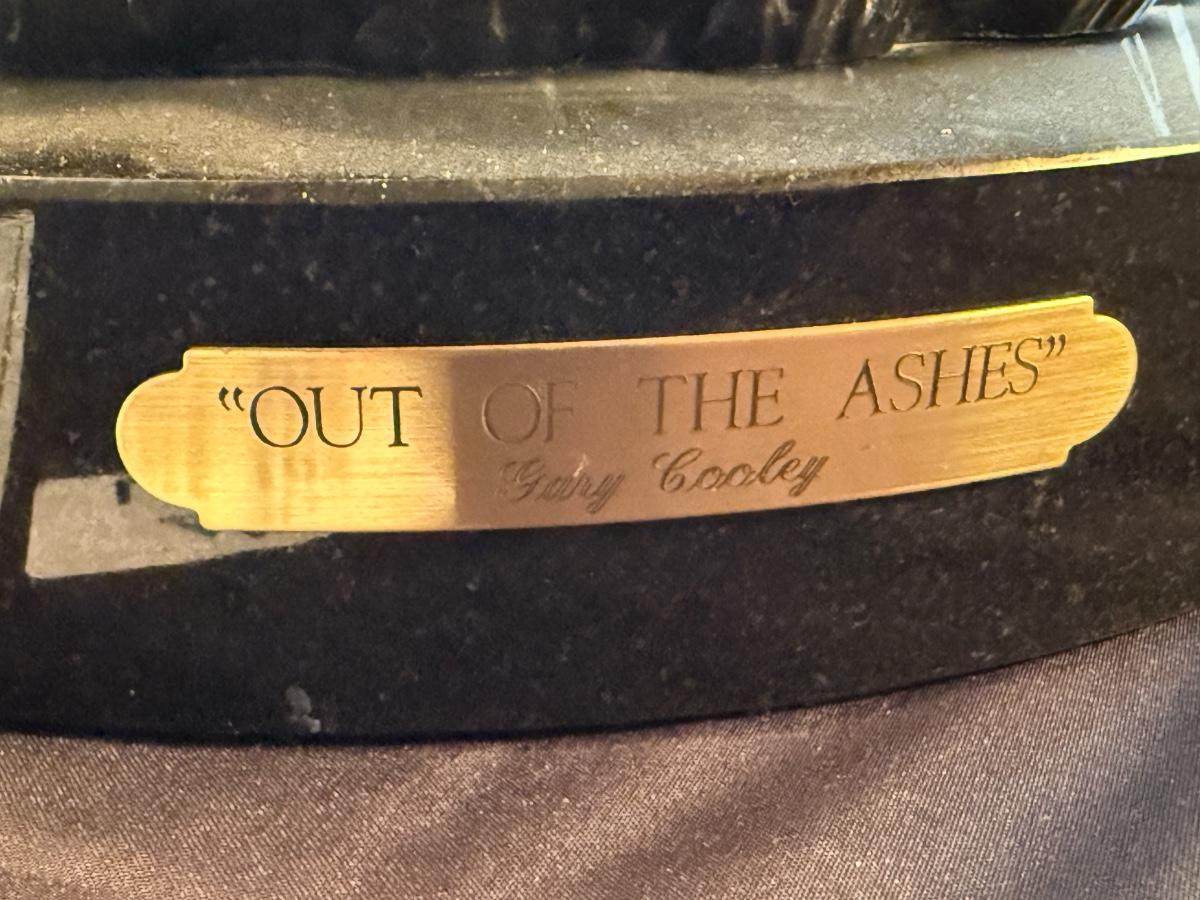 “OUT OF THE ASHES”
Gary Cooley